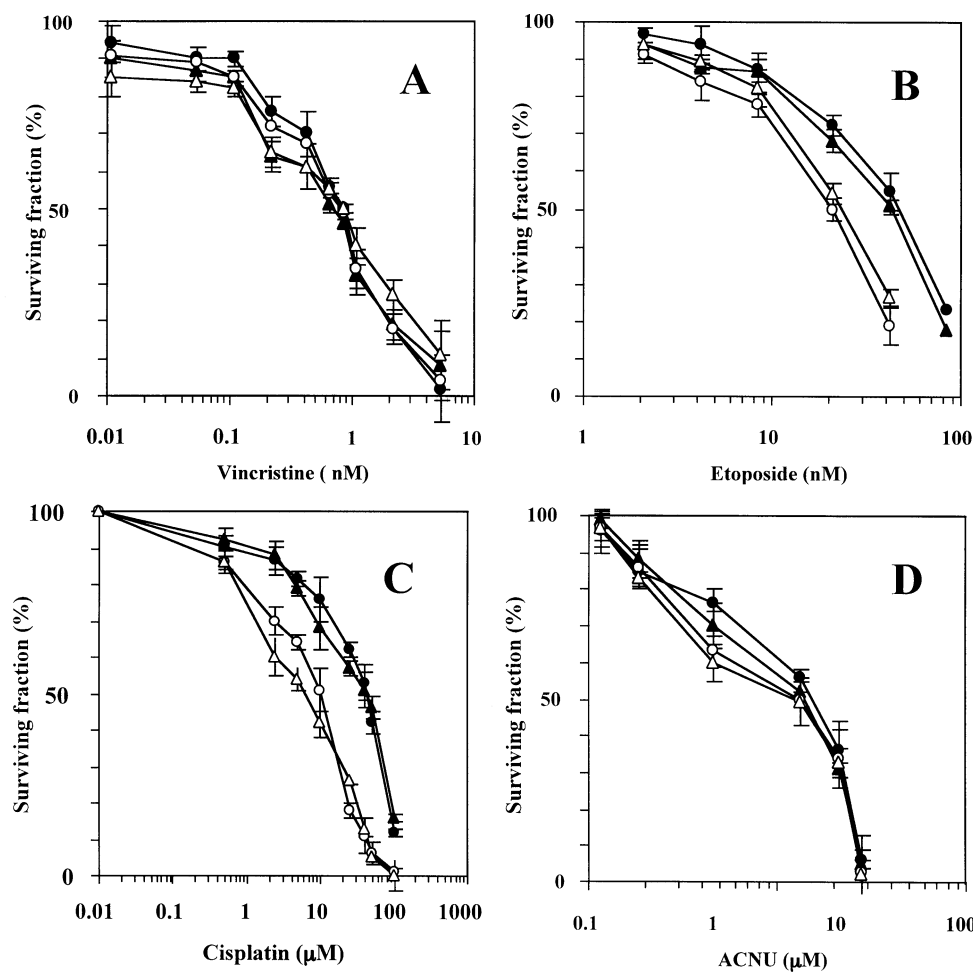 100
50
0
Surviving fraction (%)
A
0.01 0.1 1 10
Vincristine ( nM)
100
50
0
Surviving fraction (%)
B
1 10 100
Etoposide (nM)
100
50
0
Surviving fraction (%)
C
0.01 0.1 1 10 100 1000
Cisplatin (µM)
100
50
0
Surviving fraction (%)
D
0.1 1 10 100
ACNU (µM)